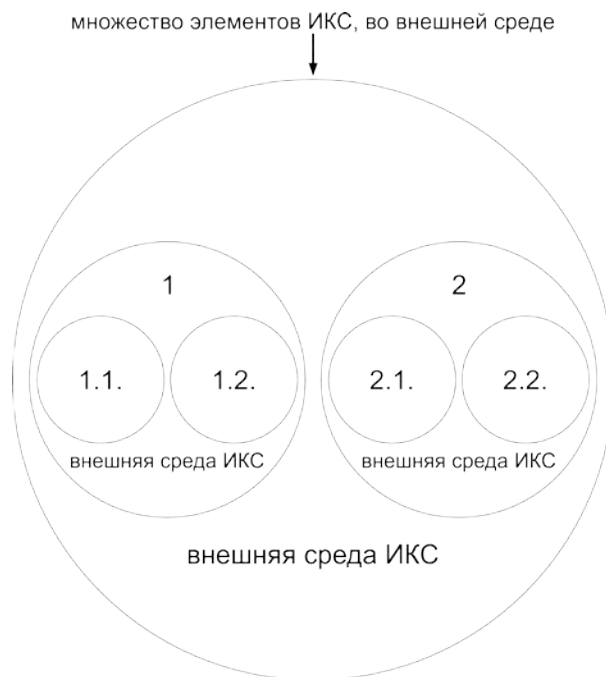 множество элементов ИКС, во внешней среде
1
2
1.1.
1.2.
2.1.
2.2.
внешняя среда ИКС
внешняя среда ИКС
внешняя среда ИКС